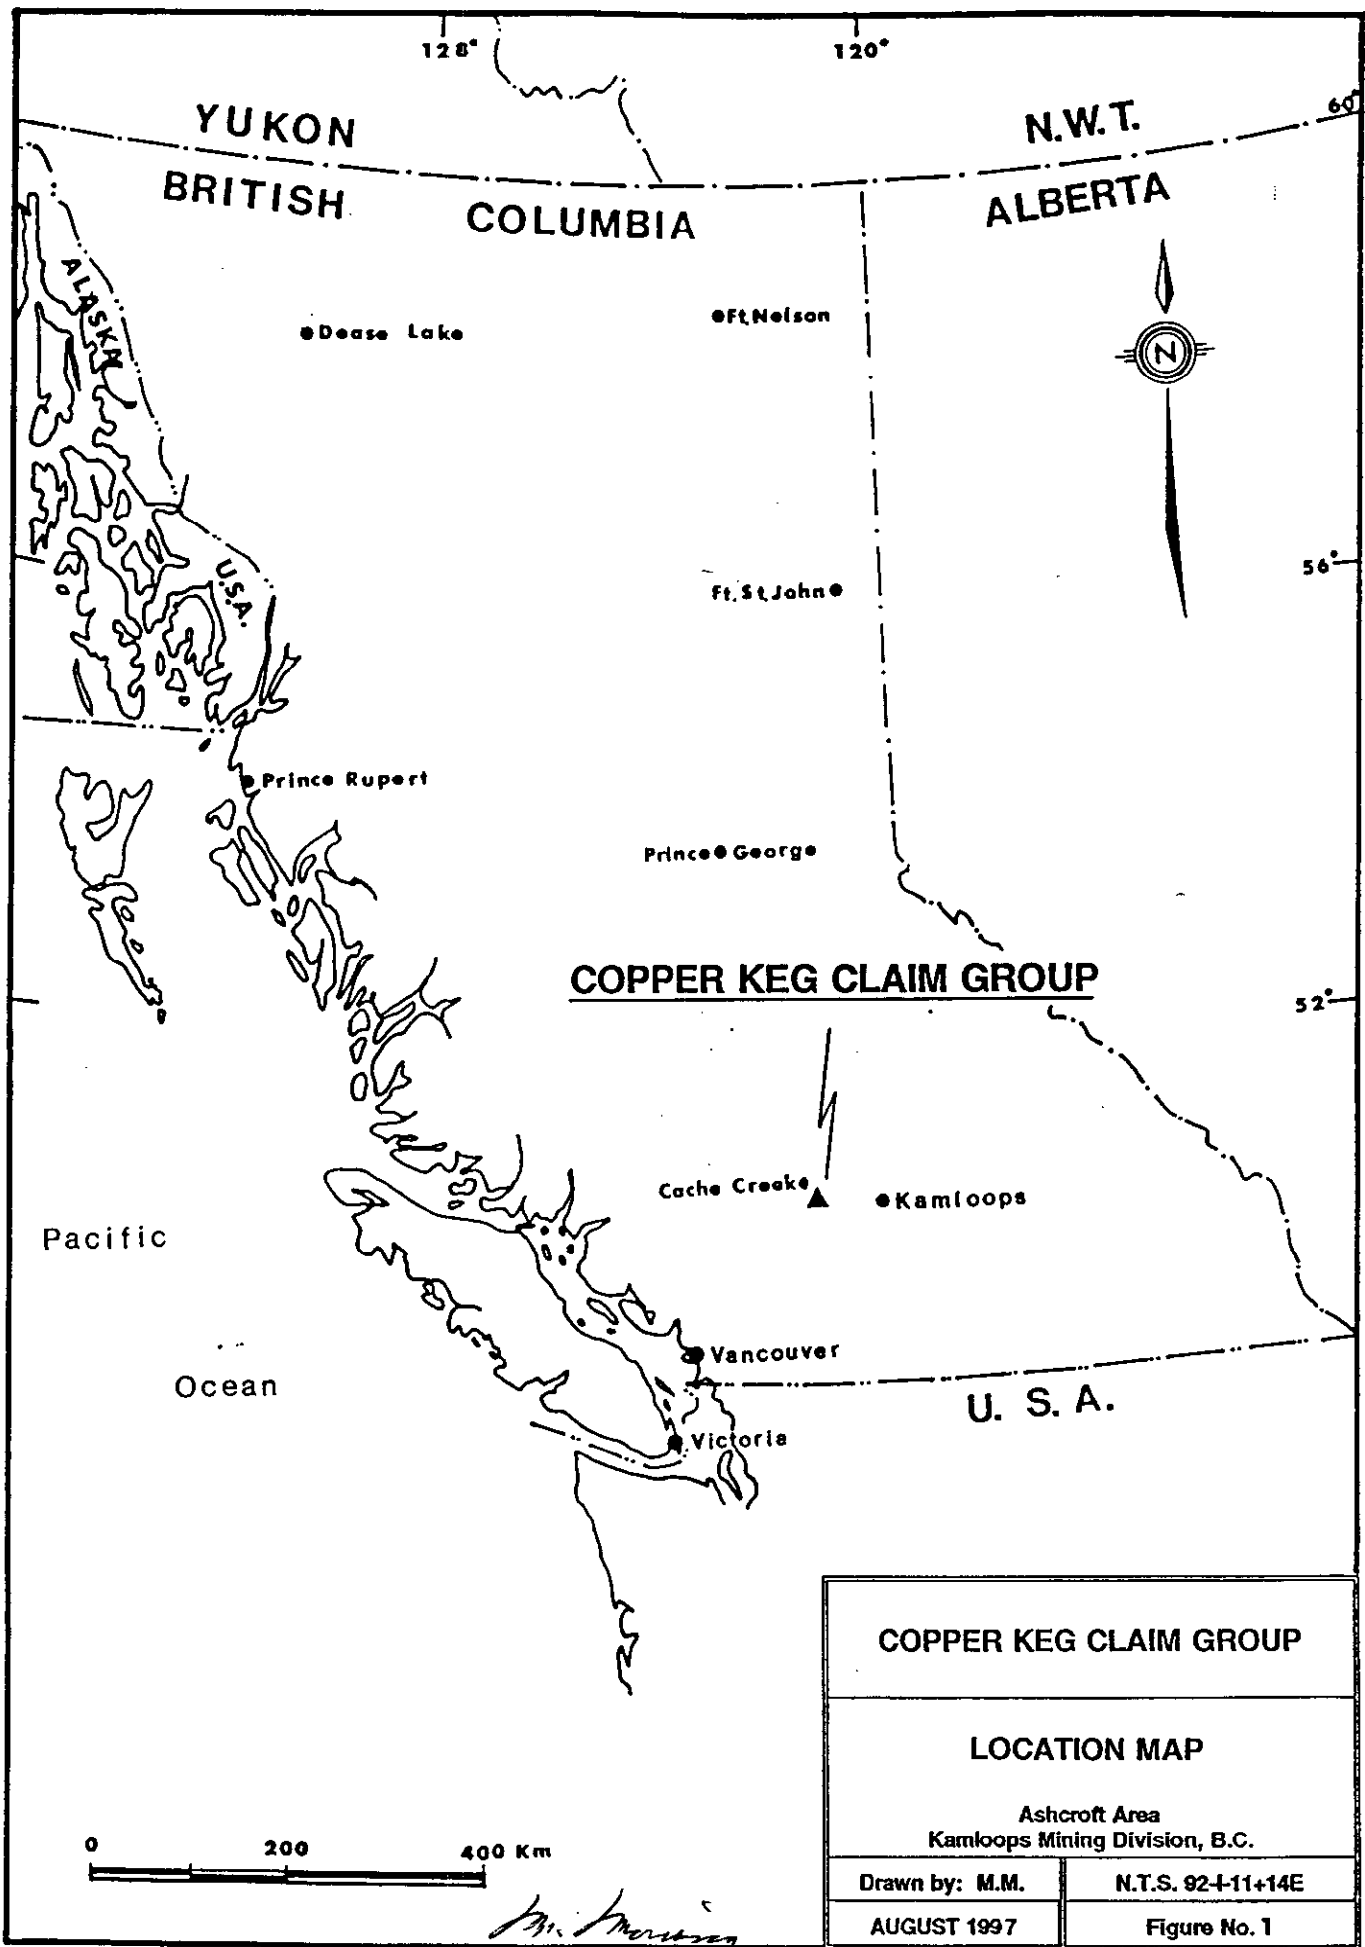 128° 120°
60°
YUKON N.W.T.
BRITISH COLUMBIA ALBERTA
ALASKA
Dease Lake
Ft. Nelson
N
56°
U.S.A.
Ft. St. John
Prince Rupert
Prince George
COPPER KEG CLAIM GROUP
52°
Cache Creek
Kamloops
Pacific
Ocean
Vancouver
U. S. A.
Victoria
COPPER KEG CLAIM GROUP
LOCATION MAP
Ashcroft Area
Kamloops Mining Division, B.C.
Drawn by: M.M. N.T.S. 92-I-11+14E
AUGUST 1997 Figure No. 1
0 200 400 Km